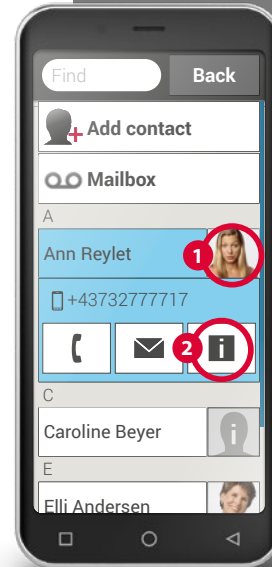 Find Back
Add contact
Mailbox
A
Ann Reylet 1
+43732777717
2 i
C
Caroline Beyer i
E
Elli Andersen